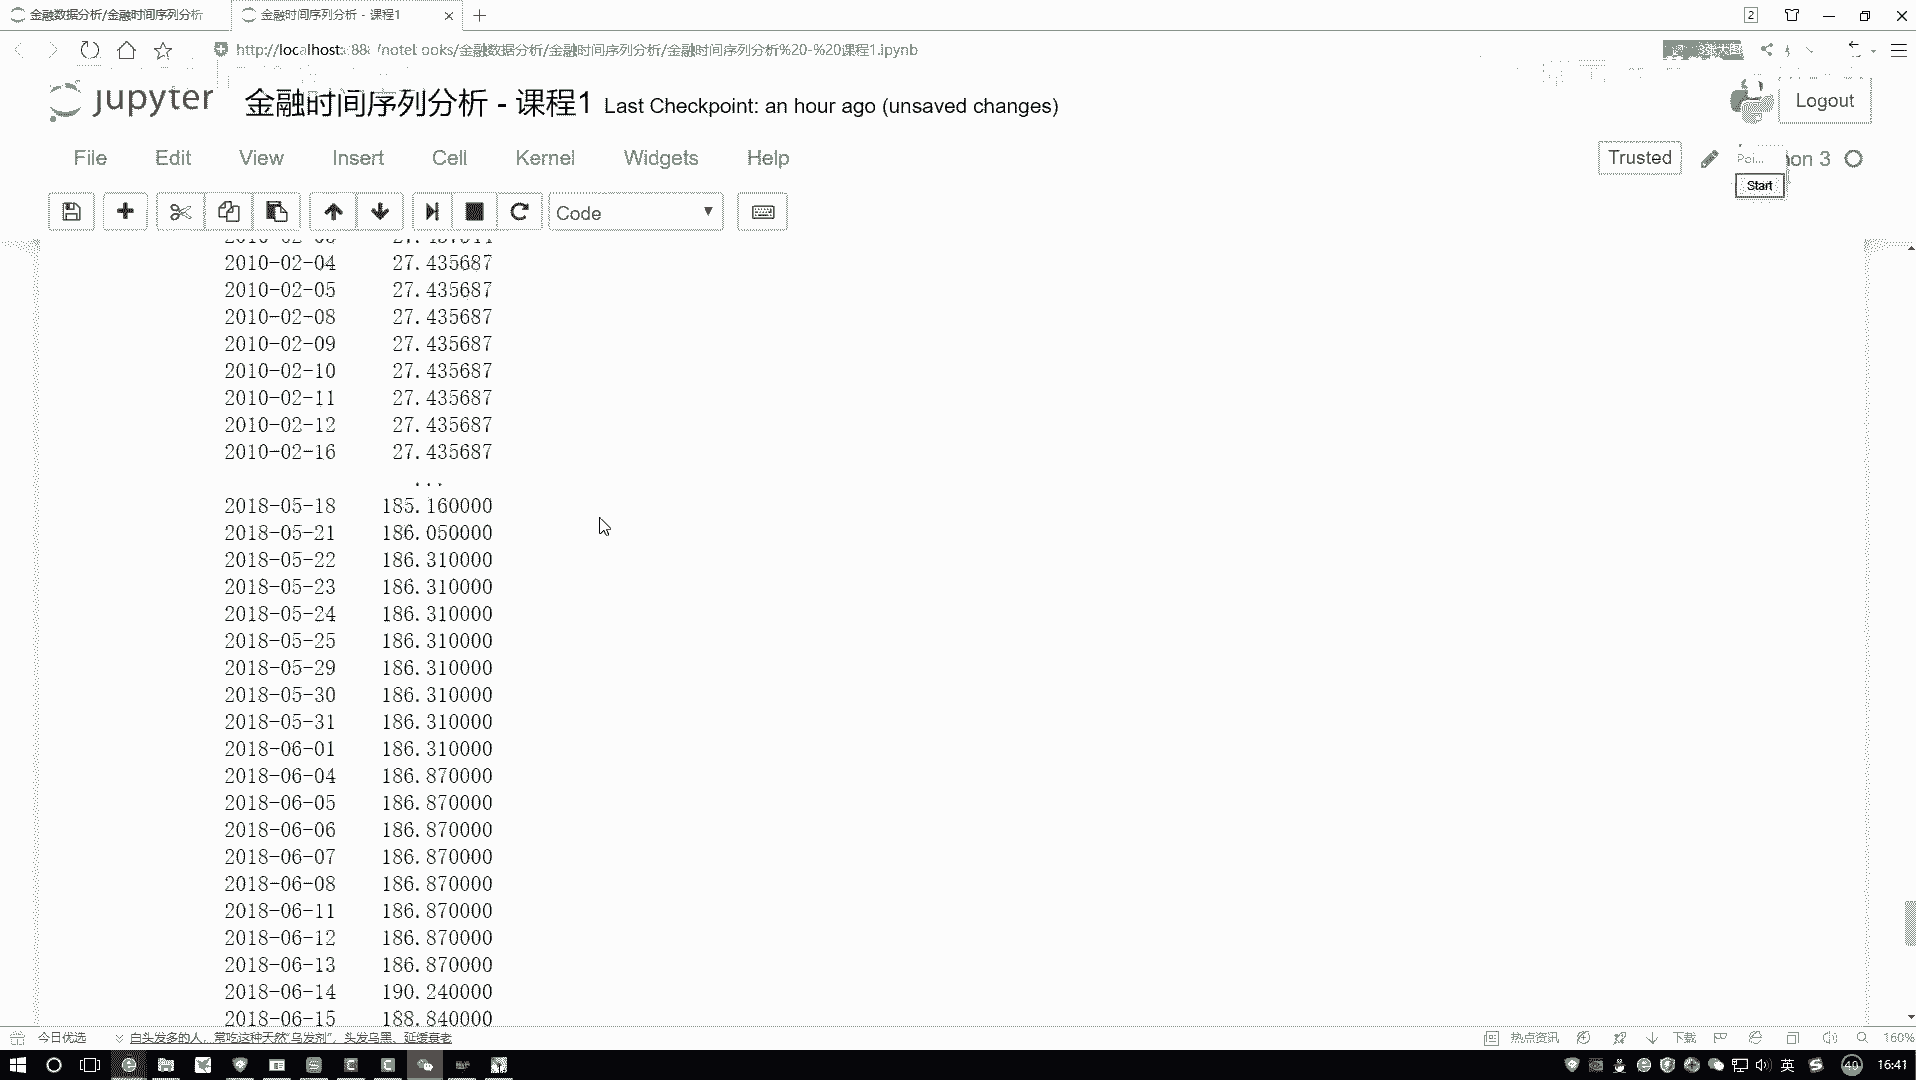 金融数据分析/金融时间序列分析
金融时间序列分析 - 课程1
2
/金融数据分析/金融时间序列分析/金融时间序列分析%20-%20课程1.ipynb
jupyter 金融时间序列分析 - 课程1 Last Checkpoint: an hour ago (unsaved changes)
Logout
File Edit View Insert Cell Kernel Widgets Help
Trusted
Start
Code
2010-02-04 27.435687
2010-02-05 27.435687
2010-02-08 27.435687
2010-02-09 27.435687
2010-02-10 27.435687
2010-02-11 27.435687
2010-02-12 27.435687
2010-02-16 27.435687
...
2018-05-18 185.160000
2018-05-21 186.050000
2018-05-22 186.310000
2018-05-23 186.310000
2018-05-24 186.310000
2018-05-25 186.310000
2018-05-29 186.310000
2018-05-30 186.310000
2018-05-31 186.310000
2018-06-01 186.310000
2018-06-04 186.870000
2018-06-05 186.870000
2018-06-06 186.870000
2018-06-07 186.870000
2018-06-08 186.870000
2018-06-11 186.870000
2018-06-12 186.870000
2018-06-13 186.870000
2018-06-14 190.240000
2018-06-15 188.840000
今日优选 白头发多的人，常吃这种天然"乌发剂"，头发乌黑、延缓衰老 热点资讯 下载 160%
英 40 16:41